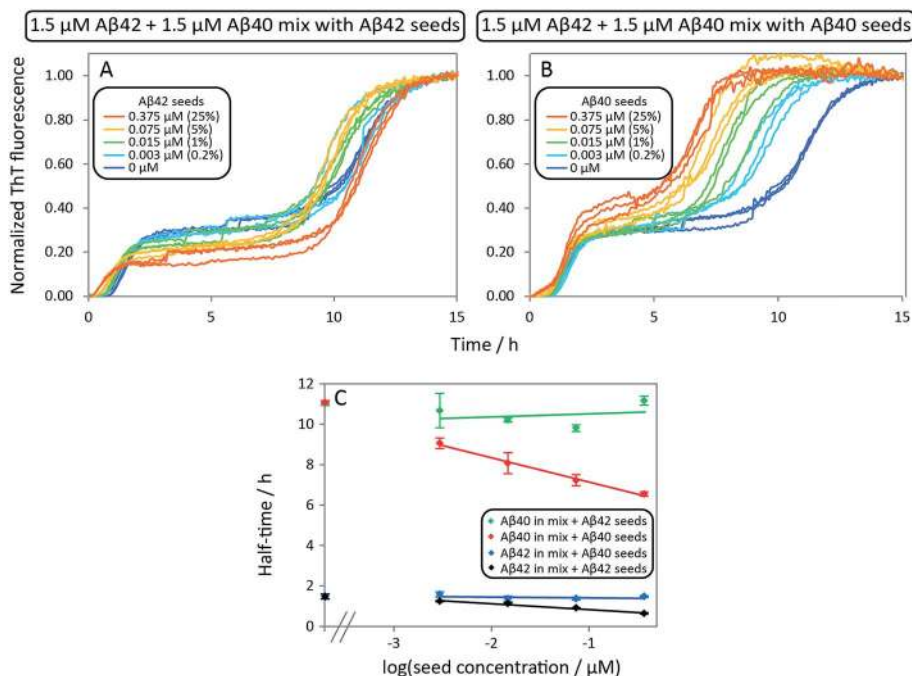 1.5 μM Aβ42 + 1.5 μM Aβ40 mix with Aβ42 seeds
1.5 μM Aβ42 + 1.5 μM Aβ40 mix with Aβ40 seeds
Normalized ThT fluorescence
1.00
0.80
0.60
0.40
0.20
0.00
A
Aβ42 seeds
0.375 μM (25%)
0.075 μM (5%)
0.015 μM (1%)
0.003 μM (0.2%)
0 μM
0
5
10
15
1.00
0.80
0.60
0.40
0.20
0.00
B
Aβ40 seeds
0.375 μM (25%)
0.075 μM (5%)
0.015 μM (1%)
0.003 μM (0.2%)
0 μM
0
5
10
15
Time / h
Half-time / h
12
10
8
6
4
2
0
C
Aβ40 in mix + Aβ42 seeds
Aβ40 in mix + Aβ40 seeds
Aβ42 in mix + Aβ40 seeds
Aβ42 in mix + Aβ42 seeds
-3
-2
-1
log(seed concentration / μM)